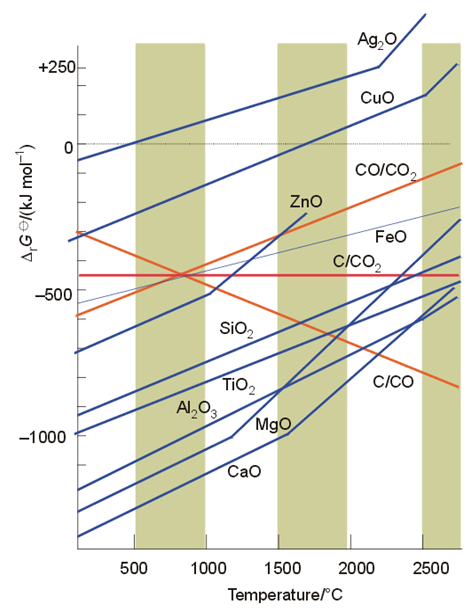 Ag₂O
+250
CuO
0
CO/CO₂
ZnO
FeO
C/CO₂
−500
SiO₂
TiO₂
C/CO
Al₂O₃
MgO
−1000
CaO
ΔᵣG⦵/(kJ mol⁻¹)
500 1000 1500 2000 2500
Temperature/°C